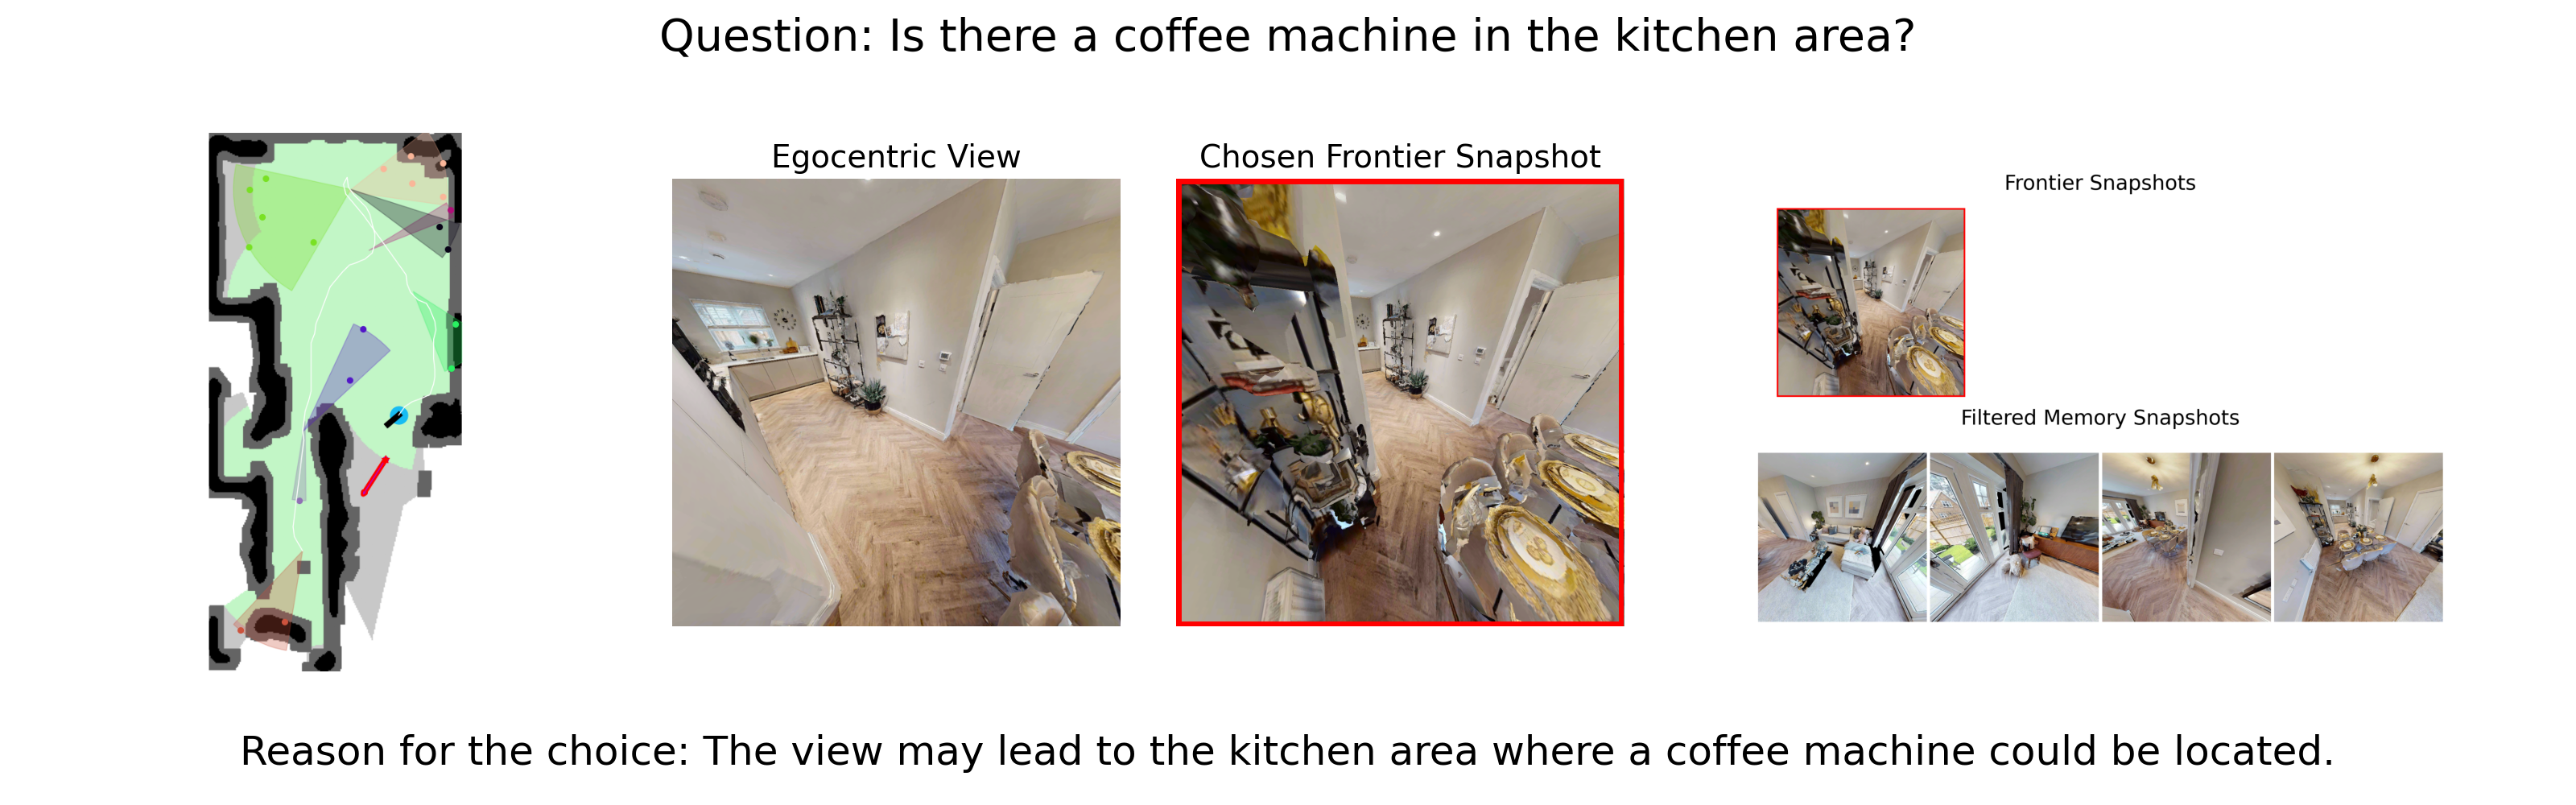 Question: Is there a coffee machine in the kitchen area?
Egocentric View
Chosen Frontier Snapshot
Frontier Snapshots
Filtered Memory Snapshots
Reason for the choice: The view may lead to the kitchen area where a coffee machine could be located.